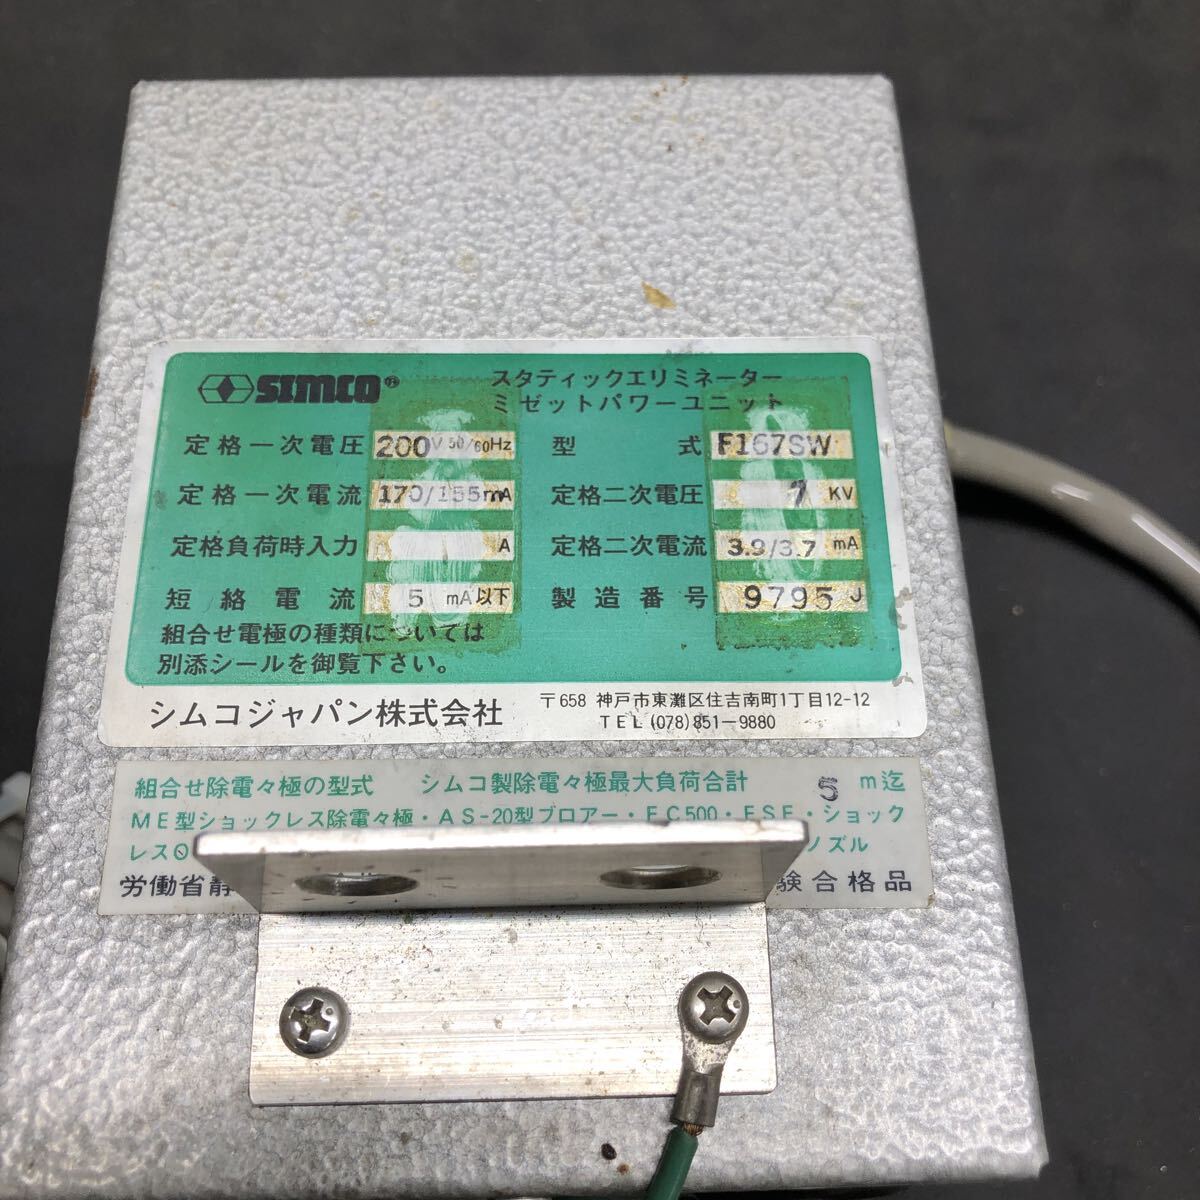 SIMCO®
スタティックエリミネーター
ミゼットパワーユニット
定格一次電圧 200V 50/60Hz 型式 F167SW
定格一次電流 170/155mA 定格二次電圧 7 KV
定格負荷時入力 A 定格二次電流 3.9/3.7 mA
短絡電流 5 mA以下 製造番号 9795J
組合せ電極の種類については
別添シールを御覧下さい。
シムコジャパン株式会社
〒658 神戸市東灘区住吉南町1丁目12-12
TEL(078)851-9880
組合せ除電々極の型式 シムコ製除電々極最大負荷合計 5 m迄
ME型ショックレス除電々極・AS-20型ブロアー・FC500・ESE・ショック
レス ノズル
労働省静 験合格品